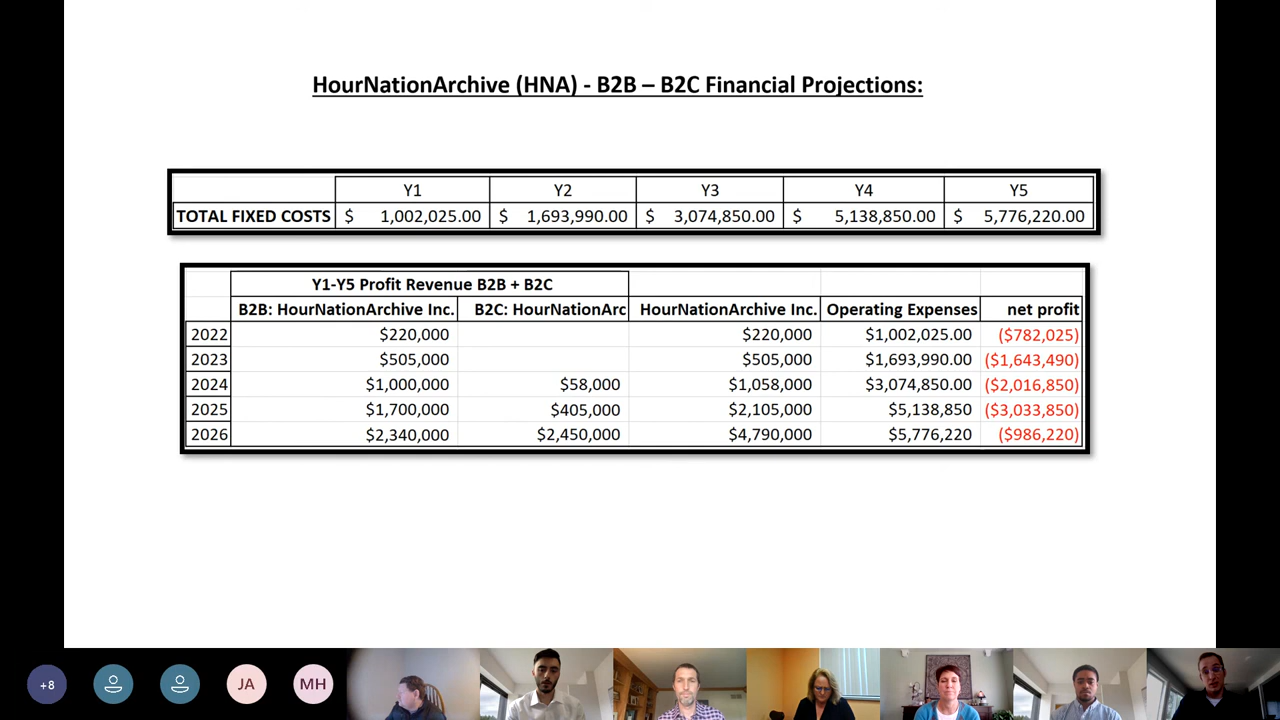 HourNationArchive (HNA) - B2B – B2C Financial Projections:
Y1 Y2 Y3 Y4 Y5
TOTAL FIXED COSTS $ 1,002,025.00 $ 1,693,990.00 $ 3,074,850.00 $ 5,138,850.00 $ 5,776,220.00
Y1-Y5 Profit Revenue B2B + B2C
B2B: HourNationArchive Inc. B2C: HourNationArc HourNationArchive Inc. Operating Expenses net profit
2022 $220,000 $220,000 $1,002,025.00 ($782,025)
2023 $505,000 $505,000 $1,693,990.00 ($1,643,490)
2024 $1,000,000 $58,000 $1,058,000 $3,074,850.00 ($2,016,850)
2025 $1,700,000 $405,000 $2,105,000 $5,138,850 ($3,033,850)
2026 $2,340,000 $2,450,000 $4,790,000 $5,776,220 ($986,220)
+8 JA MH